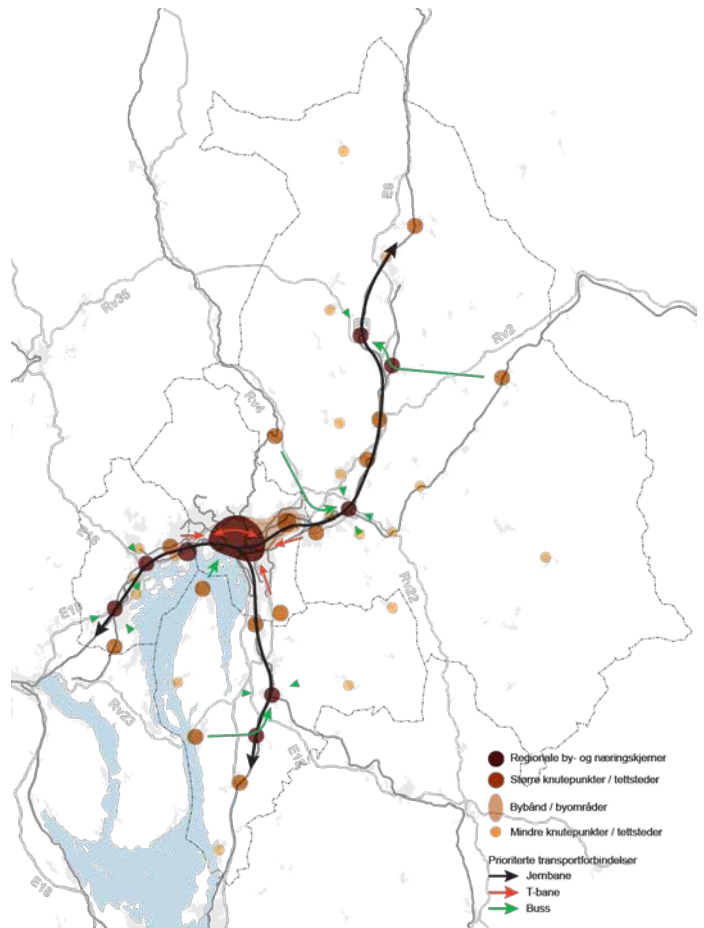 E6
Rv35
Rv2
Rv4
E16
E18
Rv22
Rv23
E18
Regionale by- og næringskjerner
Større knutepunkter / tettsteder
Bybånd / byområder
Mindre knutepunkter / tettsteder
Prioriterte transportforbindelser
Jernbane
T-bane
Buss
E18